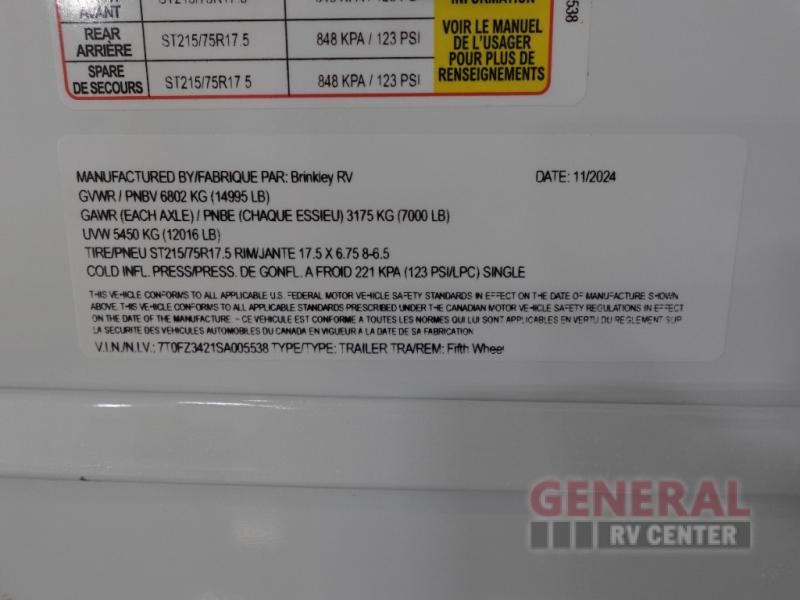 AVANT
INFORMATION
538
REAR
ARRIÈRE
ST215/75R17.5
848 KPA / 123 PSI
SPARE
DE SECOURS
ST215/75R17 5
848 KPA / 123 PSI
VOIR LE MANUEL
DE L'USAGER
POUR PLUS DE
RENSEIGNEMENTS
MANUFACTURED BY/FABRIQUE PAR: Brinkley RV DATE: 11/2024
GVWR / PNBV 6802 KG (14995 LB)
GAWR (EACH AXLE) / PNBE (CHAQUE ESSIEU) 3175 KG (7000 LB)
UVW 5450 KG (12016 LB)
TIRE/PNEU ST215/75R17.5 RIM/JANTE 17.5 X 6.75 8-6.5
COLD INFL. PRESS/PRESS. DE GONFL. A FROID 221 KPA (123 PSI/LPC) SINGLE
THIS VEHICLE CONFORMS TO ALL APPLICABLE U.S. FEDERAL MOTOR VEHICLE SAFETY STANDARDS IN EFFECT ON THE DATE OF MANUFACTURE SHOWN
ABOVE. THIS VEHICLE CONFORMS TO ALL APPLICABLE STANDARDS PRESCRIBED UNDER THE CANADIAN MOTOR VEHICLE SAFETY REGULATIONS IN EFFECT
ON THE DATE OF THE MANUFACTURE - CE VEHICULE EST CONFORME A TOUTES LES NORMES QUI LUI SONT APPLICABLES EN VERTU DU REGLEMENT SUR
LA SECURITE DES VEHICULES AUTOMOBILES DU CANADA EN VIGUEUR A LA DATE DE SA FABRICATION
V.I.N./N.I.V.: 7T0FZ3421SA005538 TYPE/TYPE: TRAILER TRA/REM: Fifth Wheel
GENERAL
RV CENTER